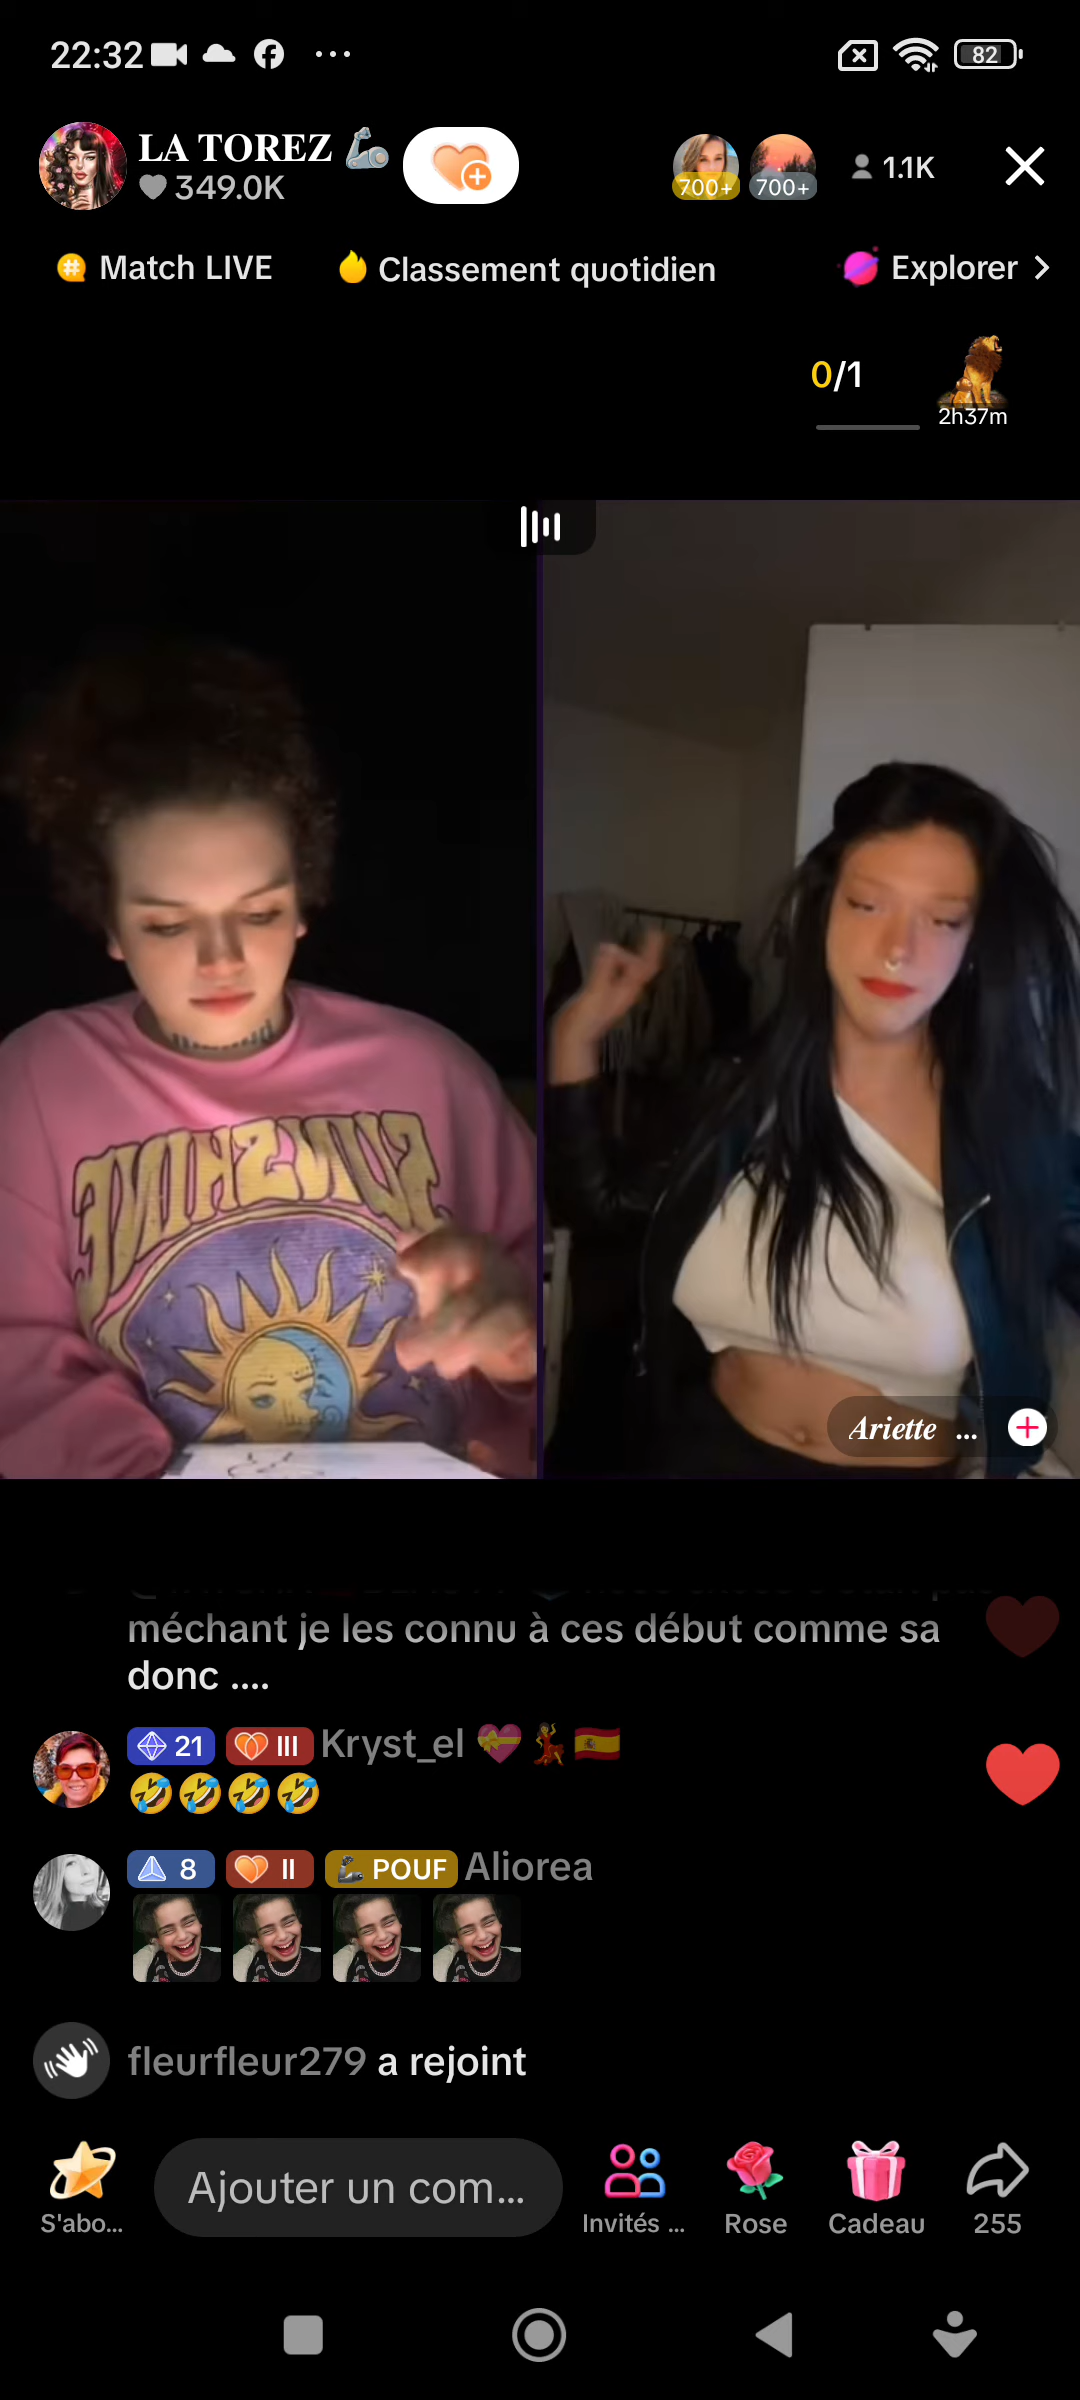 22:32
82
LA TOREZ
349.0K
700+
700+
1.1K
Match LIVE
Classement quotidien
Explorer
0/1
2h37m
SUNSHINE
Ariette ...
méchant je les connu à ces début comme sa
donc ....
21 III Kryst_el
8 II POUF Aliorea
fleurfleur279 a rejoint
S'abo...
Ajouter un com...
Invités ...
Rose
Cadeau
255